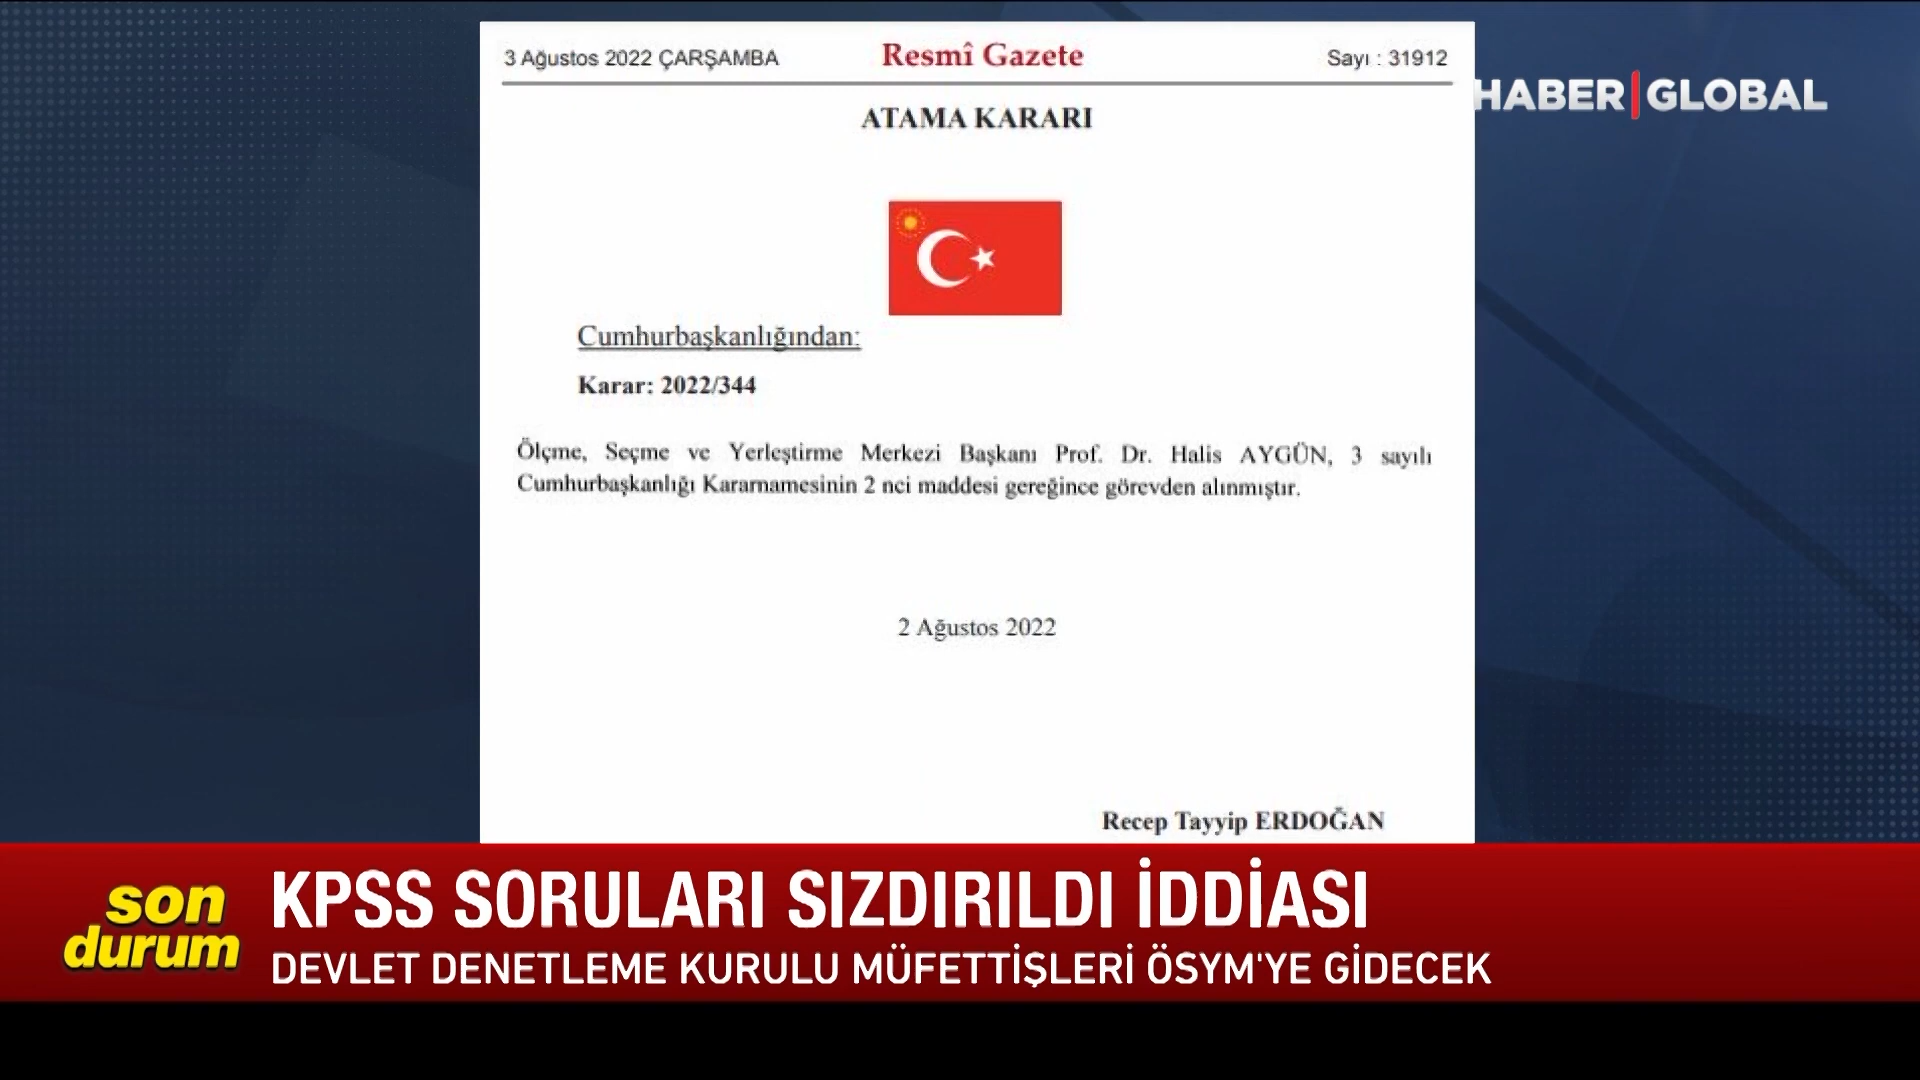 3 Ağustos 2022 ÇARŞAMBA Resmî Gazete Sayı : 31912
HABER|GLOBAL
ATAMA KARARI
Cumhurbaşkanlığından:
Karar: 2022/344
Ölçme, Seçme ve Yerleştirme Merkezi Başkanı Prof. Dr. Halis AYGÜN, 3 sayılı
Cumhurbaşkanlığı Kararnamesinin 2 nci maddesi gereğince görevden alınmıştır.
2 Ağustos 2022
Recep Tayyip ERDOĞAN
son
durum
KPSS SORULARI SIZDIRILDI İDDİASI
DEVLET DENETLEME KURULU MÜFETTİŞLERİ ÖSYM'YE GİDECEK